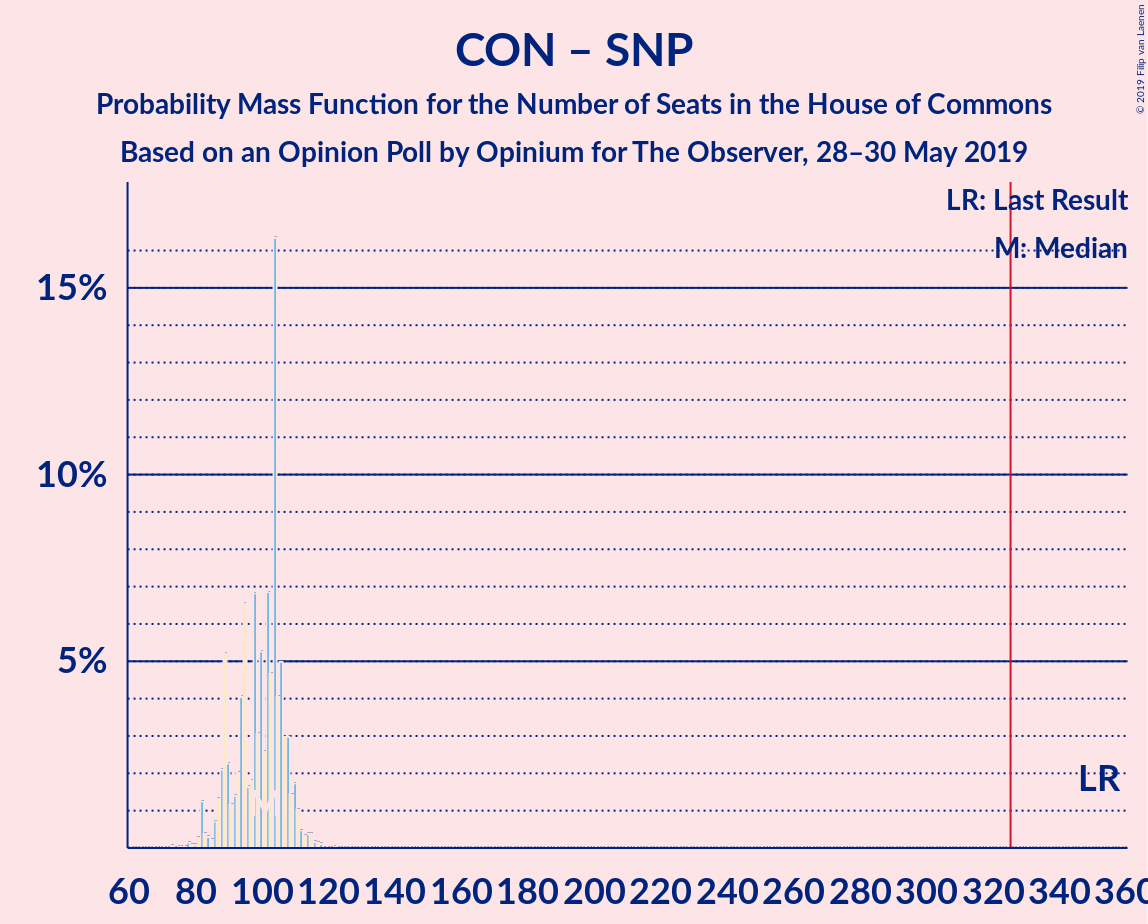 CON – SNP
Probability Mass Function for the Number of Seats in the House of Commons
Based on an Opinion Poll by Opinium for The Observer, 28–30 May 2019
© 2019 Filip van Laenen
LR: Last Result
M: Median
15%
10%
5%
M
LR
60 80 100 120 140 160 180 200 220 240 260 280 300 320 340 360